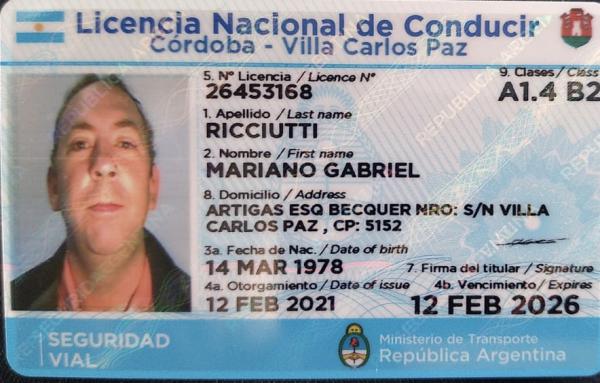 Licencia Nacional de Conducir
Córdoba - Villa Carlos Paz
5. Nº Licencia / Licence Nº
9. Clases / Class
26453168
A1.4 B2
1. Apellido / Last name
RICCIUTTI
2. Nombre / First name
MARIANO GABRIEL
8. Domicilio / Address
ARTIGAS ESQ BECQUER NRO: S/N VILLA
CARLOS PAZ , CP: 5152
3a. Fecha de Nac. / Date of birth
14 MAR 1978
7. Firma del titular / Signature
4a. Otorgamiento / Date of issue
4b. Vencimiento / Expires
12 FEB 2021
12 FEB 2026
SEGURIDAD
VIAL
Ministerio de Transporte
República Argentina